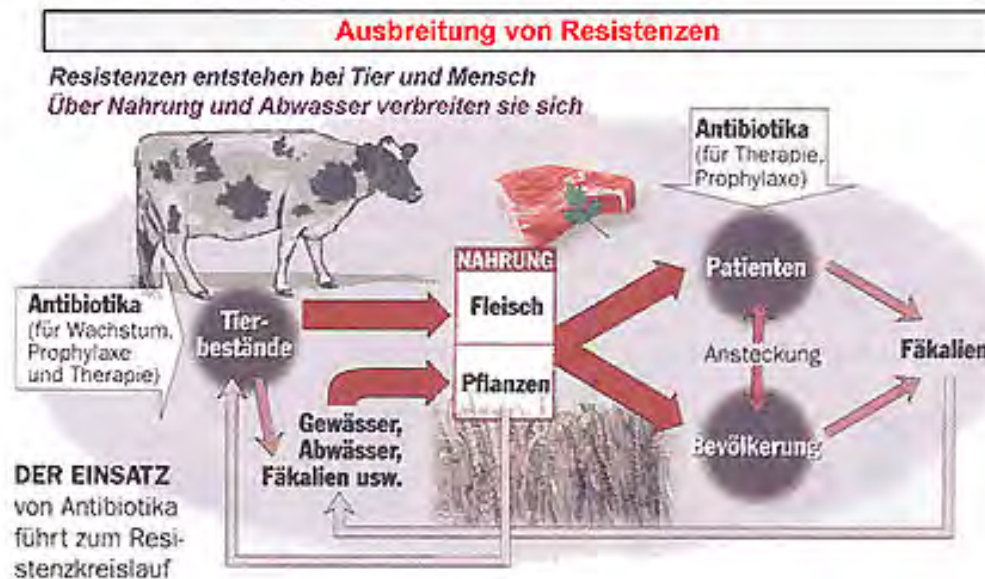 Ausbreitung von Resistenzen
Resistenzen entstehen bei Tier und Mensch
Über Nahrung und Abwasser verbreiten sie sich
Antibiotika
(für Therapie,
Prophylaxe)
NAHRUNG
Fleisch
Pflanzen
Patienten
Ansteckung
Bevölkerung
Fäkalien
Antibiotika
(für Wachstum,
Prophylaxe
und Therapie)
Tier-
bestände
Gewässer,
Abwässer,
Fäkalien usw.
DER EINSATZ
von Antibiotika
führt zum Resi-
stenzkreislauf